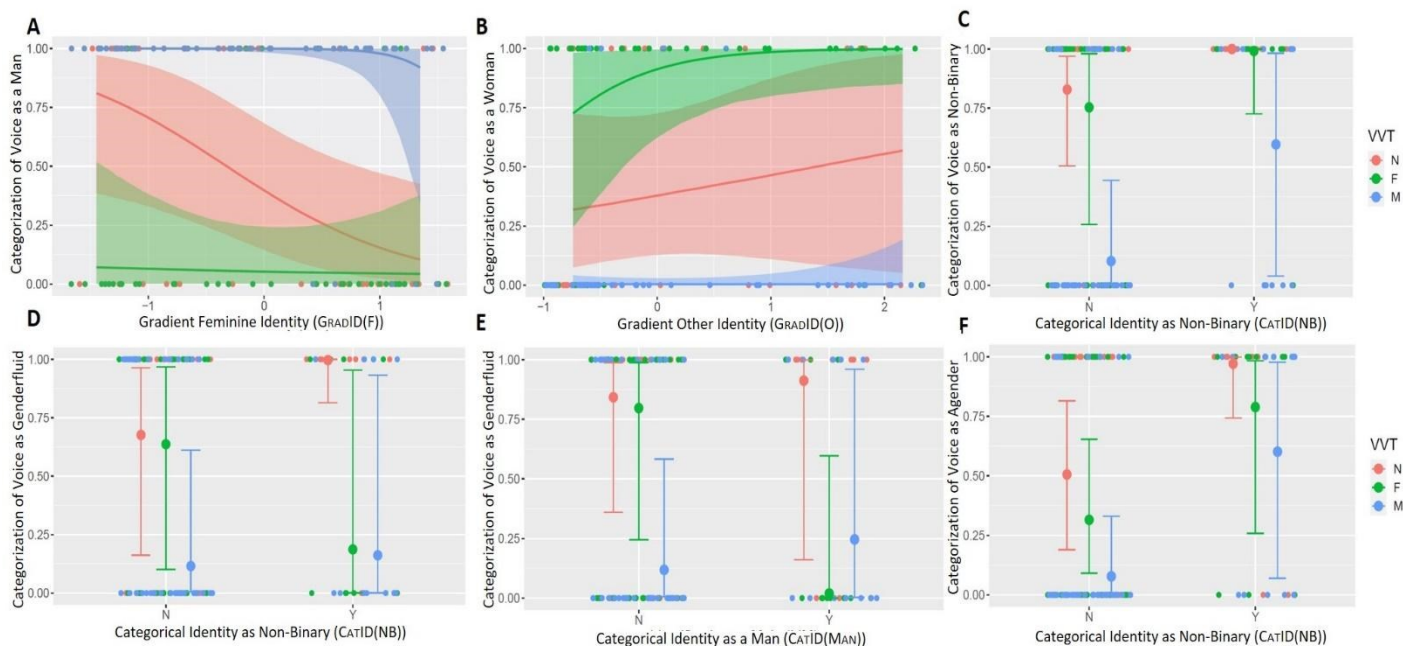 A
Categorization of Voice as a Man
1.00
0.75
0.50
0.25
0.00
−1
0
1
Gradient Feminine Identity (GRADID(F))
B
Categorization of Voice as a Woman
1.00
0.75
0.50
0.25
0.00
−1
0
1
2
Gradient Other Identity (GRADID(O))
C
Categorization of Voice as Non-Binary
1.00
0.75
0.50
0.25
0.00
N
Y
Categorical Identity as Non-Binary (CATID(NB))
VVT
N
F
M
D
Categorization of Voice as Genderfluid
1.00
0.75
0.50
0.25
0.00
N
Y
Categorical Identity as Non-Binary (CATID(NB))
E
Categorization of Voice as Genderfluid
1.00
0.75
0.50
0.25
0.00
N
Y
Categorical Identity as a Man (CATID(MAN))
F
Categorization of Voice as Agender
1.00
0.75
0.50
0.25
0.00
N
Y
Categorical Identity as Non-Binary (CATID(NB))
VVT
N
F
M